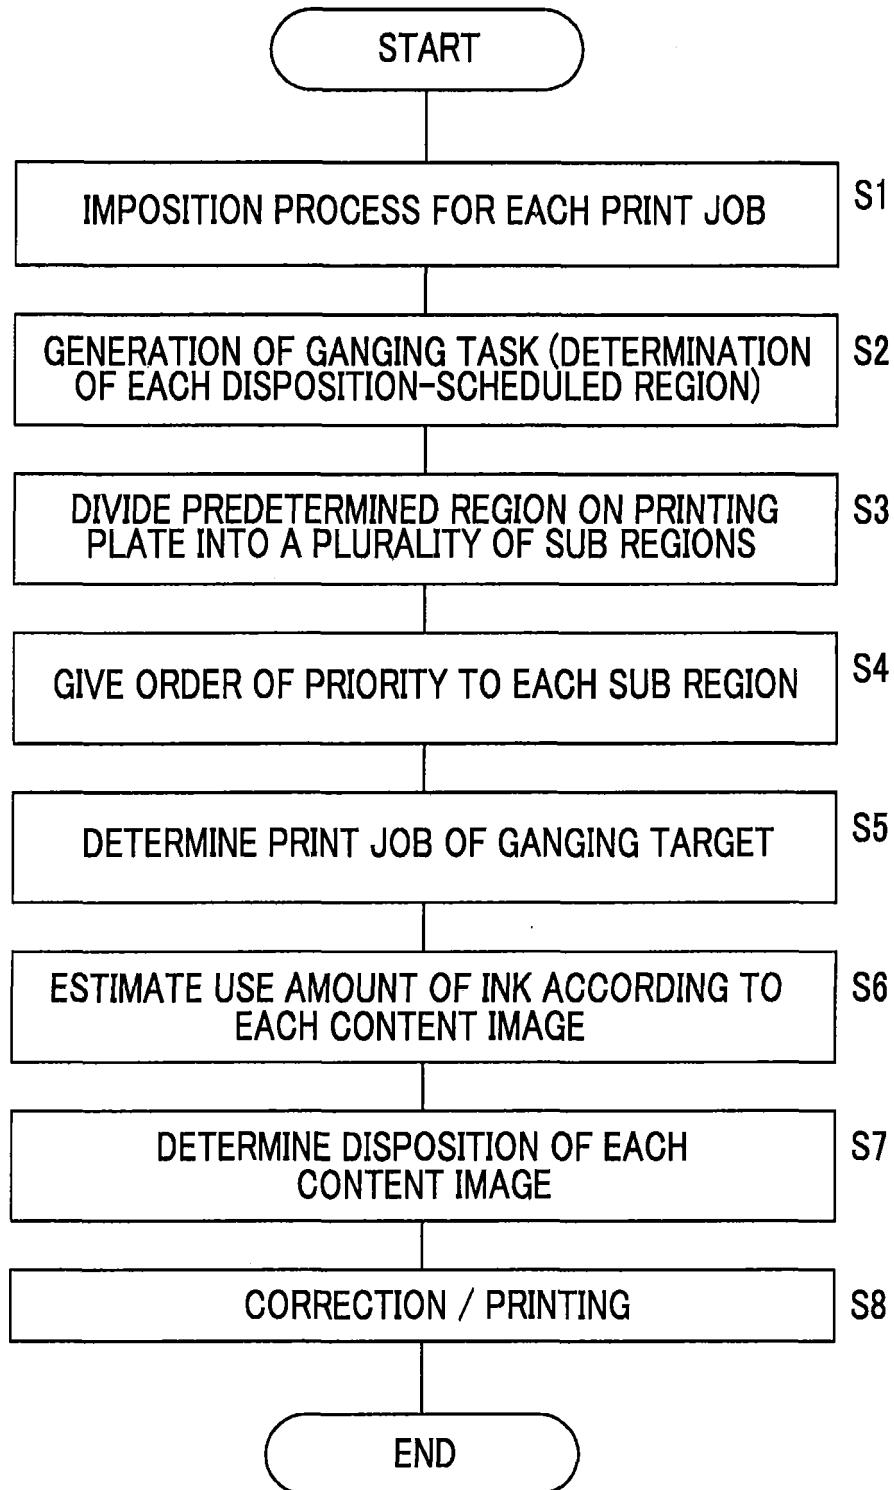 START
IMPOSITION PROCESS FOR EACH PRINT JOB
S1
GENERATION OF GANGING TASK (DETERMINATION
OF EACH DISPOSITION-SCHEDULED REGION)
S2
DIVIDE PREDETERMINED REGION ON PRINTING
PLATE INTO A PLURALITY OF SUB REGIONS
S3
GIVE ORDER OF PRIORITY TO EACH SUB REGION
S4
DETERMINE PRINT JOB OF GANGING TARGET
S5
ESTIMATE USE AMOUNT OF INK ACCORDING TO
EACH CONTENT IMAGE
S6
DETERMINE DISPOSITION OF EACH
CONTENT IMAGE
S7
CORRECTION / PRINTING
S8
END